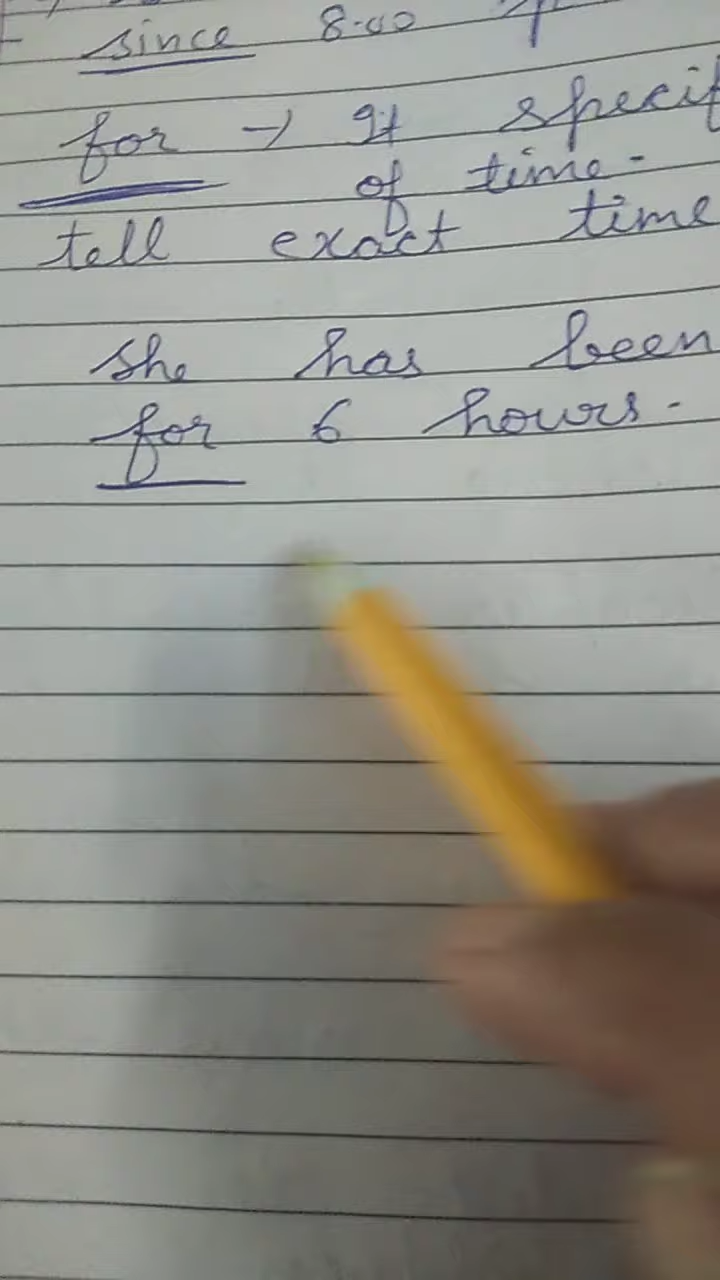 since 8.00
for → It specif
of time.
tell exact time
She has been
for 6 hours.